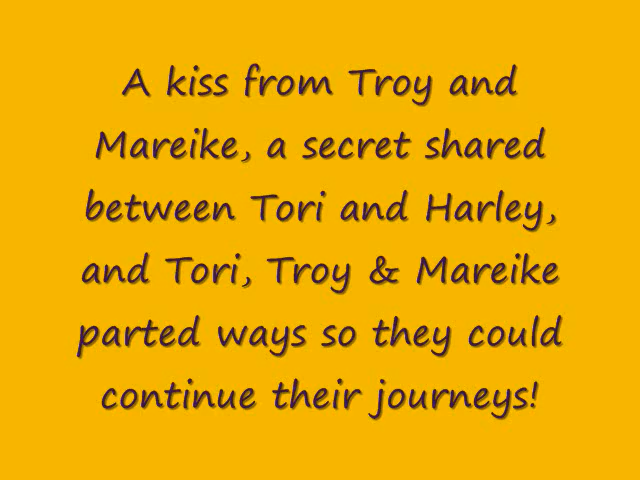 A kiss from Troy and
Mareike, a secret shared
between Tori and Harley,
and Tori, Troy & Mareike
parted ways so they could
continue their journeys!